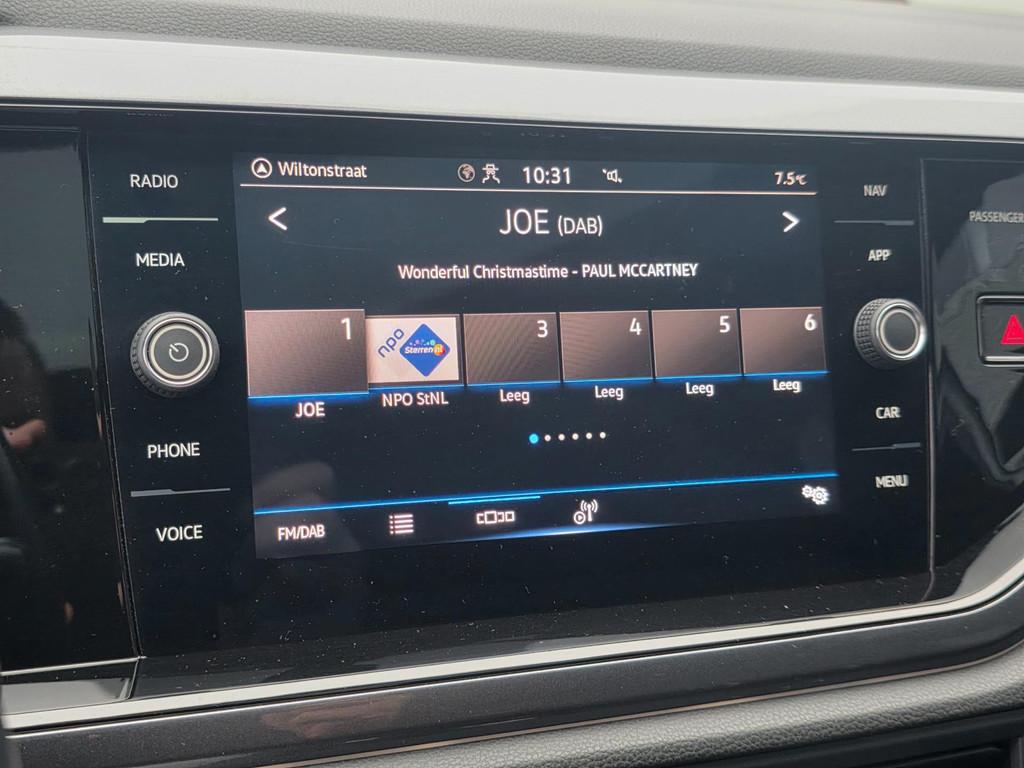 RADIO
MEDIA
PHONE
VOICE
Wiltonstraat 10:31 7.5°C
JOE (DAB)
Wonderful Christmastime - PAUL MCCARTNEY
1 3 4 5 6
npo Sterren nl
JOE NPO StNL Leeg Leeg Leeg Leeg
FM/DAB
NAV
APP
CAR
MENU
PASSENGER